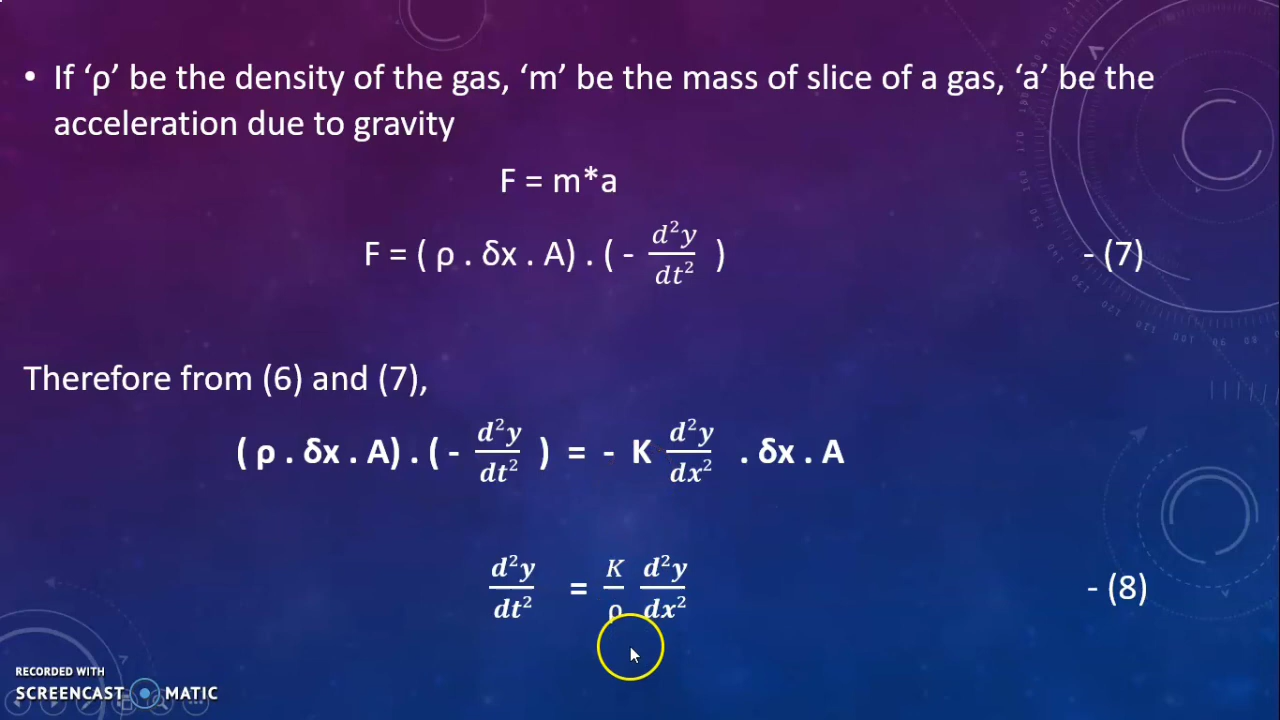 • If ‘ρ’ be the density of the gas, ‘m’ be the mass of slice of a gas, ‘a’ be the
acceleration due to gravity
F = m*a
F = ( ρ . δx . A) . ( - d²y/dt² ) - (7)
Therefore from (6) and (7),
( ρ . δx . A) . ( - d²y/dt² ) = - K d²y/dx² . δx . A
d²y/dt² = K/ρ d²y/dx² - (8)
RECORDED WITH
SCREENCAST MATIC